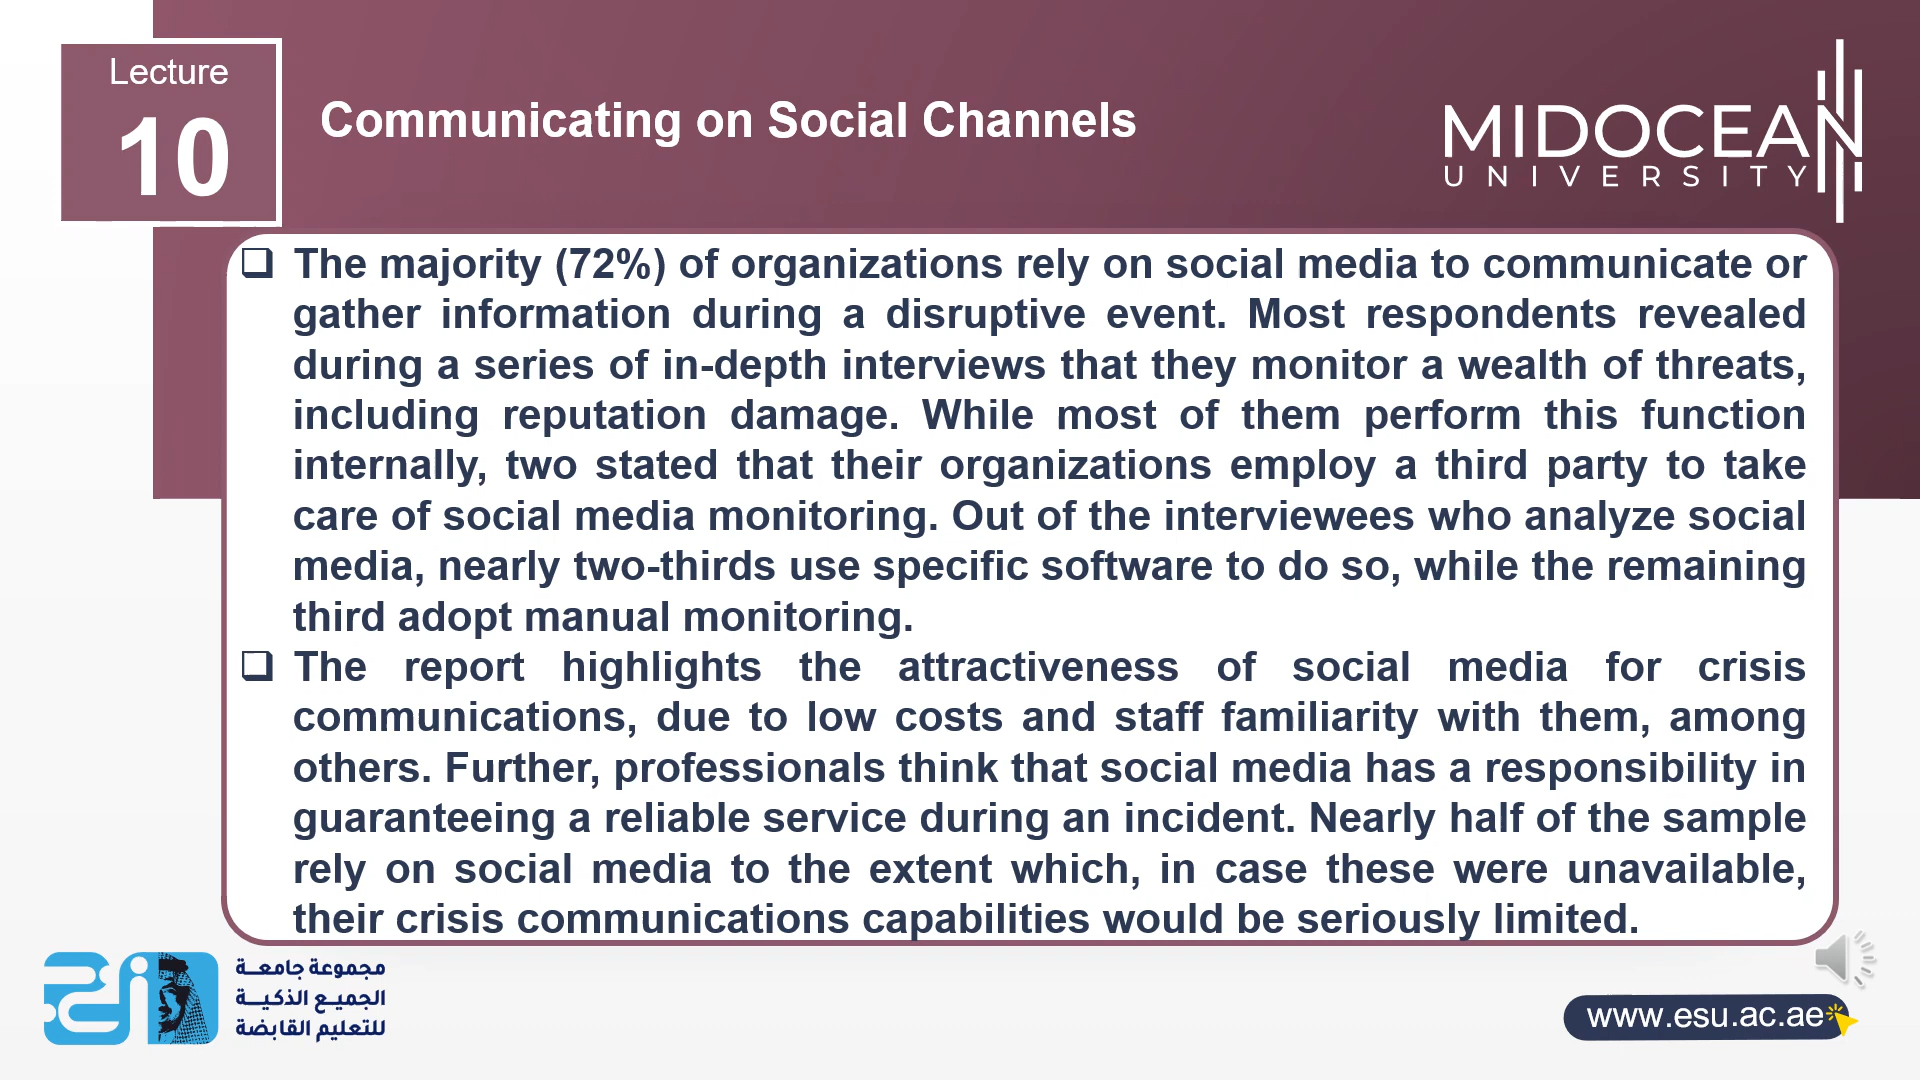 Lecture
10
Communicating on Social Channels
MIDOCEAN
UNIVERSITY
❑ The majority (72%) of organizations rely on social media to communicate or
gather information during a disruptive event. Most respondents revealed
during a series of in-depth interviews that they monitor a wealth of threats,
including reputation damage. While most of them perform this function
internally, two stated that their organizations employ a third party to take
care of social media monitoring. Out of the interviewees who analyze social
media, nearly two-thirds use specific software to do so, while the remaining
third adopt manual monitoring.
❑ The report highlights the attractiveness of social media for crisis
communications, due to low costs and staff familiarity with them, among
others. Further, professionals think that social media has a responsibility in
guaranteeing a reliable service during an incident. Nearly half of the sample
rely on social media to the extent which, in case these were unavailable,
their crisis communications capabilities would be seriously limited.
مجموعة جامعـــة
الجميـع الذكيـــة
للتعليم القابضة
www.esu.ac.ae